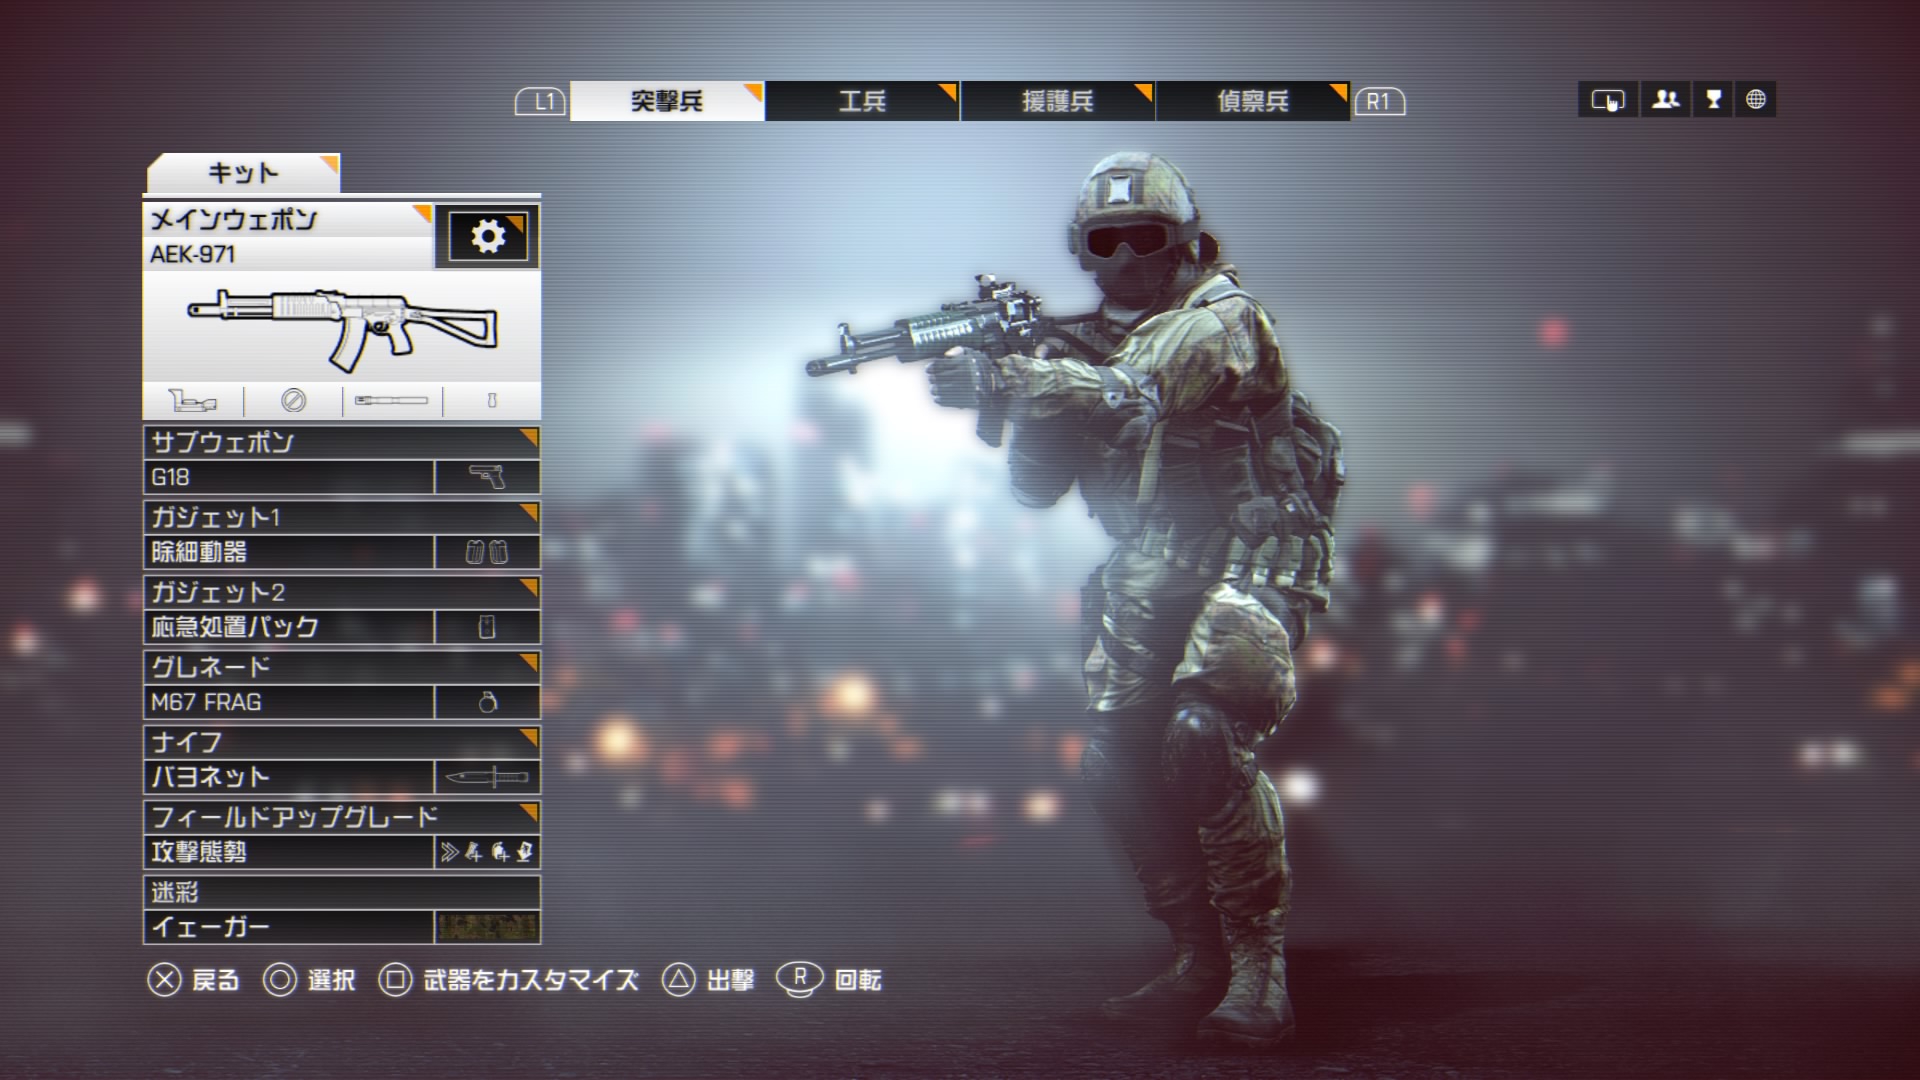 L1 突撃兵 工兵 援護兵 偵察兵 R1
キット
メインウェポン
AEK-971
サブウェポン
G18
ガジェット1
除細動器
ガジェット2
応急処置パック
グレネード
M67 FRAG
ナイフ
バヨネット
フィールドアップグレード
攻撃態勢
迷彩
イェーガー
戻る 選択 武器をカスタマイズ 出撃 R 回転